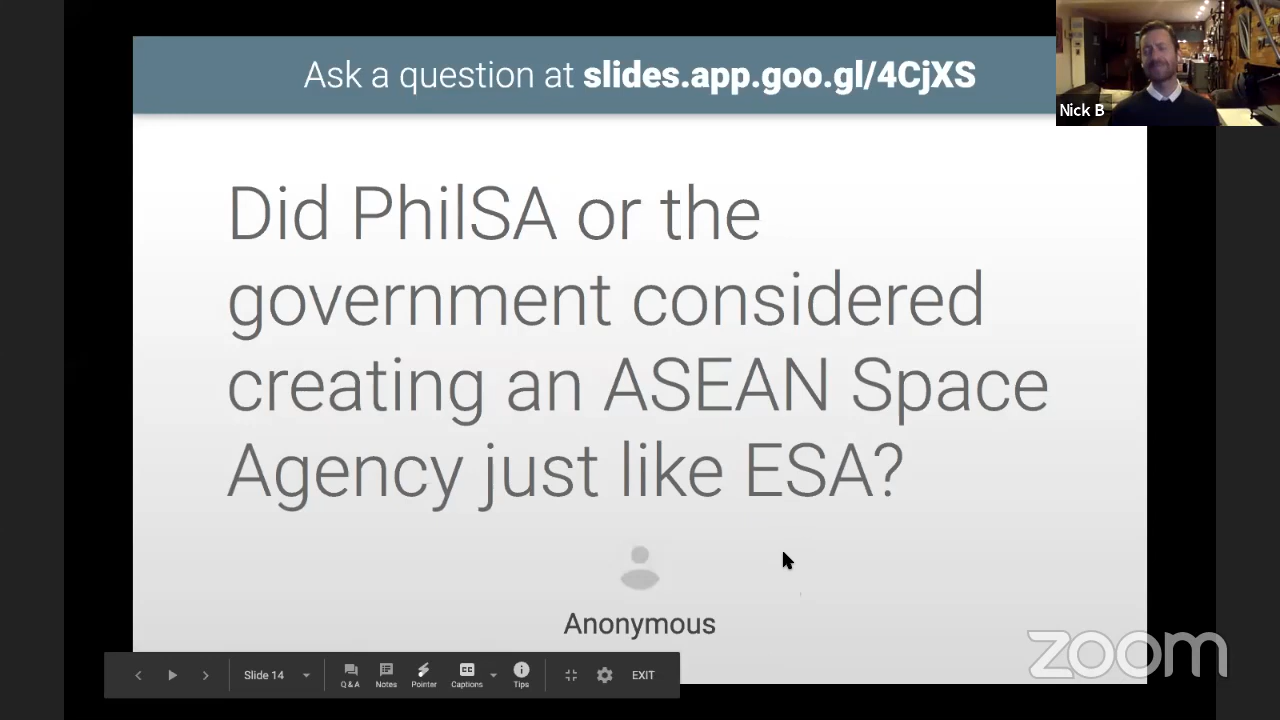 Ask a question at slides.app.goo.gl/4CjXS
Nick B
Did PhilSA or the
government considered
creating an ASEAN Space
Agency just like ESA?
Anonymous
Slide 14
Q&A
Notes
Pointer
Captions
Tips
EXIT
zoom